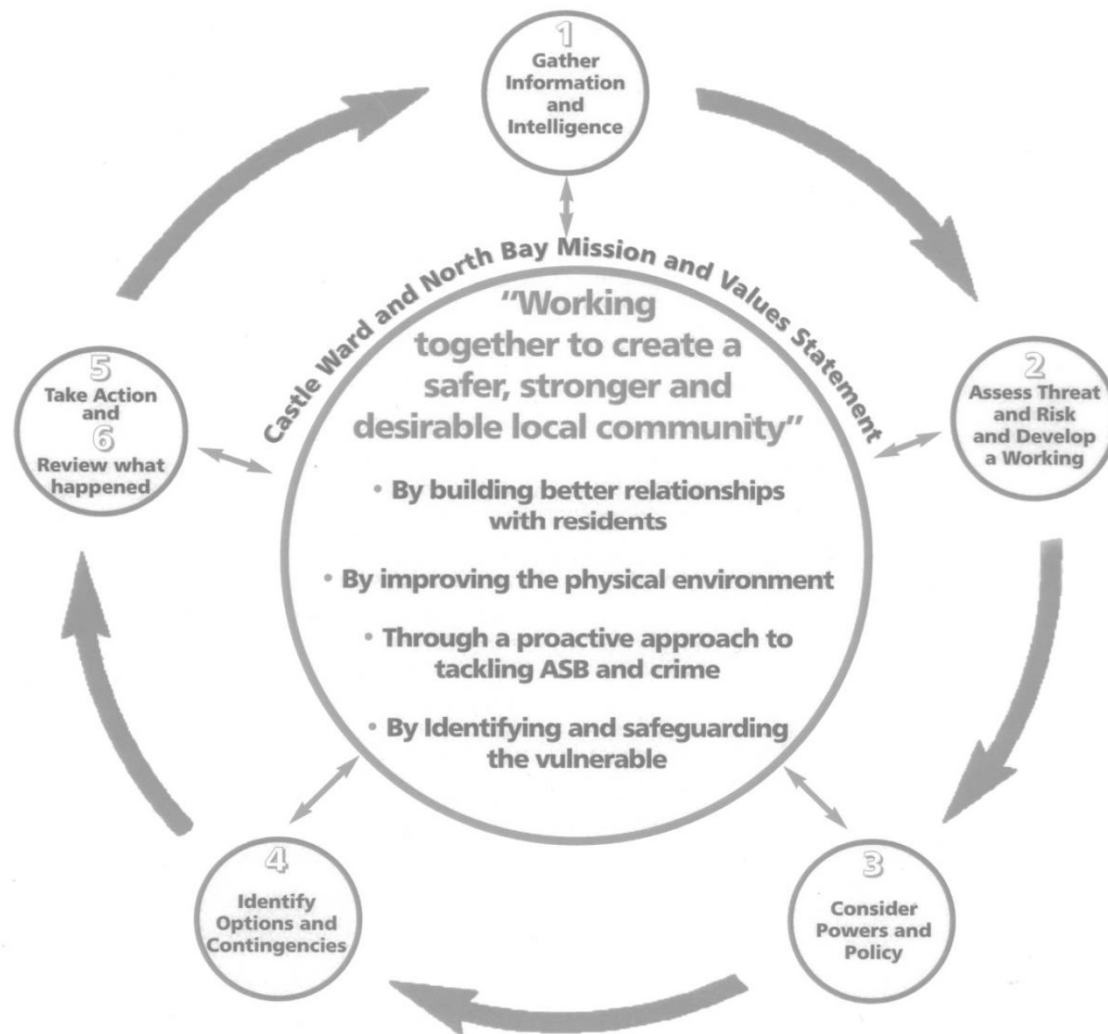 1
Gather
Information
and
Intelligence
Castle Ward and North Bay Mission and Values Statement
"Working
together to create a
safer, stronger and
desirable local community"
• By building better relationships
with residents
• By improving the physical environment
• Through a proactive approach to
tackling ASB and crime
• By Identifying and safeguarding
the vulnerable
2
Assess Threat
and Risk
and Develop
a Working
3
Consider
Powers and
Policy
4
Identify
Options and
Contingencies
5
Take Action
and
6
Review what
happened